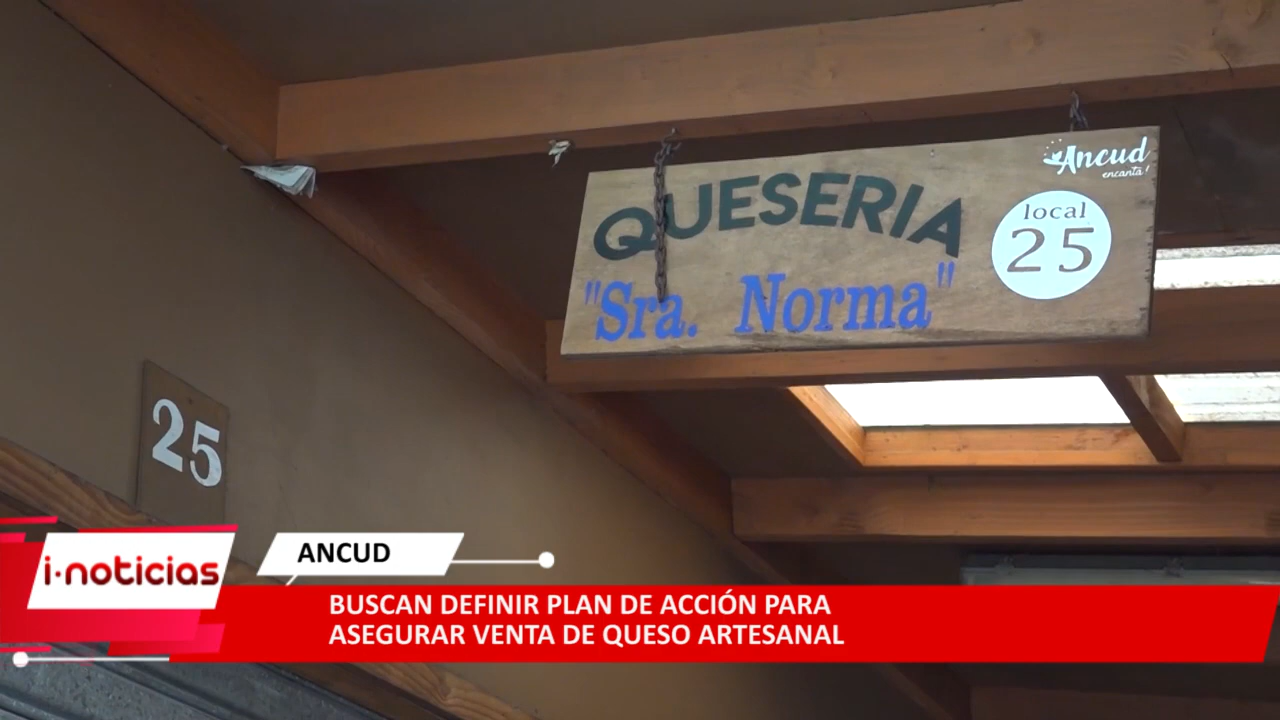 Ancud
encanta!
QUESERIA
"Sra. Norma"
local
25
25
i·noticias
ANCUD
BUSCAN DEFINIR PLAN DE ACCIÓN PARA
ASEGURAR VENTA DE QUESO ARTESANAL